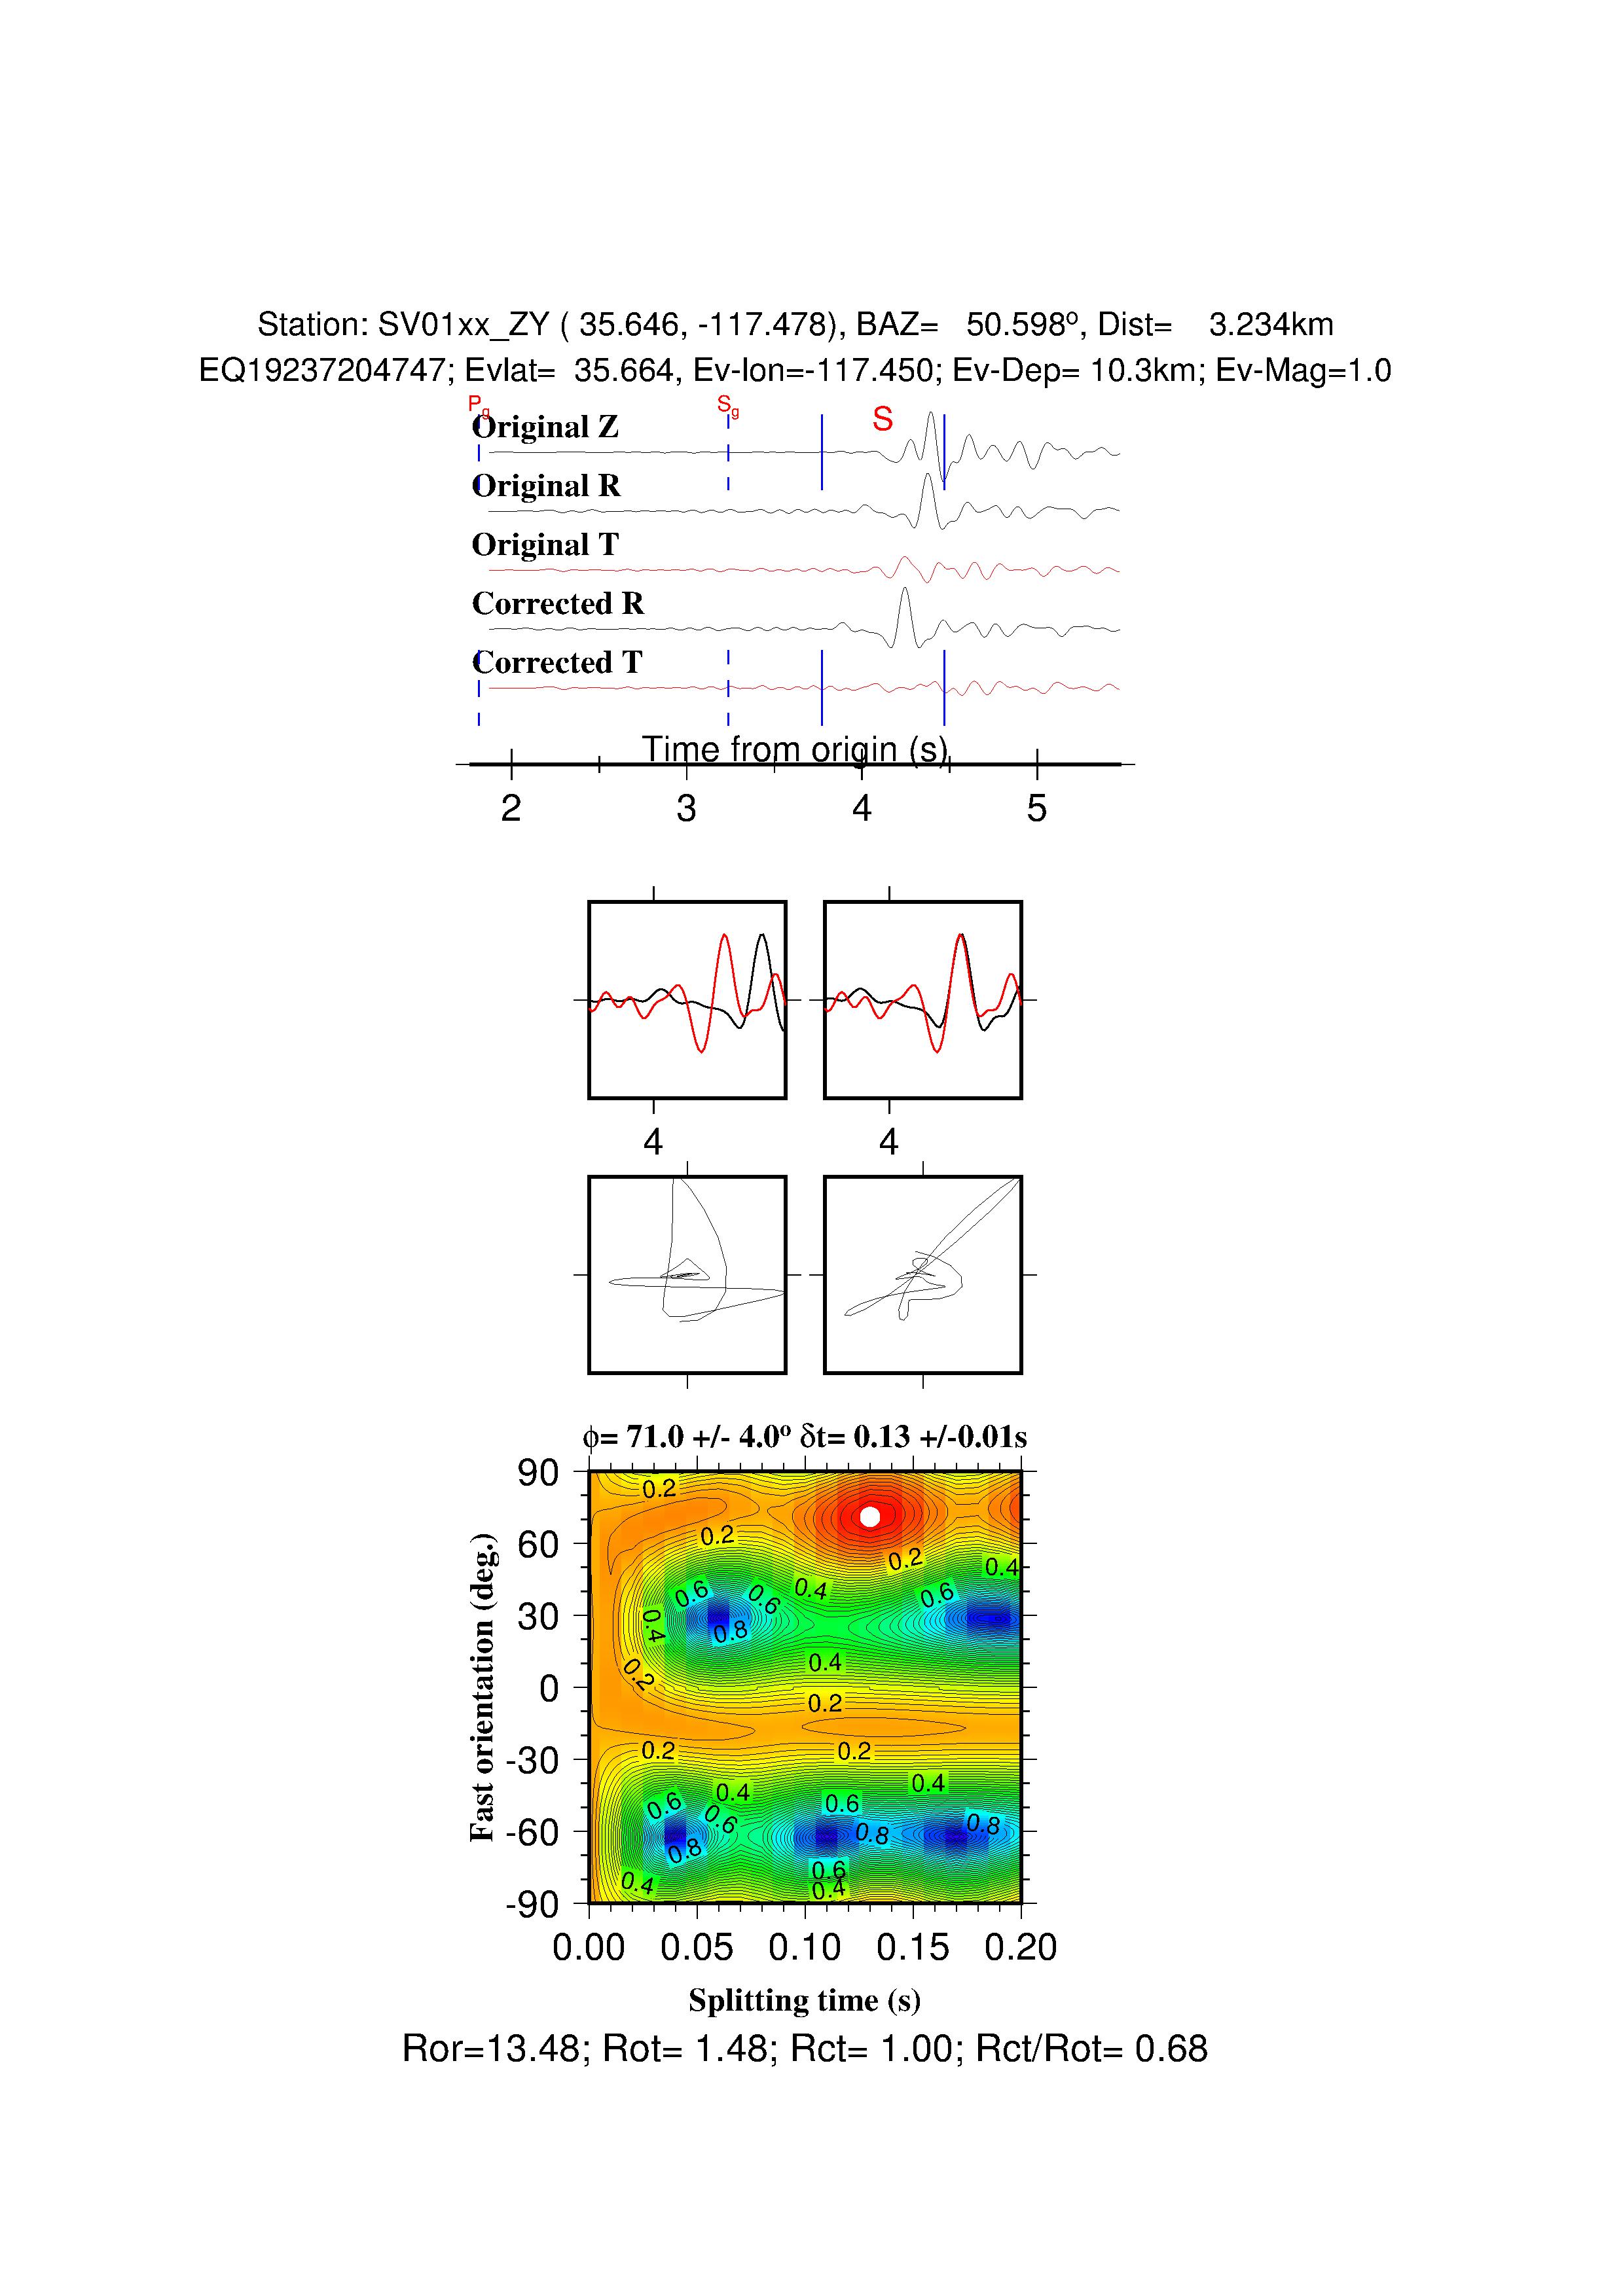 Station: SV01xx_ZY ( 35.646, -117.478), BAZ= 50.598º, Dist= 3.234km
EQ19237204747; Evlat= 35.664, Ev-lon=-117.450; Ev-Dep= 10.3km; Ev-Mag=1.0
Pg Sg
S
Original Z
Original R
Original T
Corrected R
Corrected T
Time from origin (s)
2 3 4 5
4 4
ϕ= 71.0 +/- 4.0º δt= 0.13 +/-0.01s
Fast orientation (deg.)
90
60
30
0
-30
-60
-90
0.2
0.2
0.2
0.4
0.6 0.6 0.4 0.6
0.4 0.8
0.2 0.4
0.2
0.2 0.2
0.4 0.4
0.6 0.6 0.6
0.8 0.8 0.8
0.4 0.6
0.4
0.00 0.05 0.10 0.15 0.20
Splitting time (s)
Ror=13.48; Rot= 1.48; Rct= 1.00; Rct/Rot= 0.68